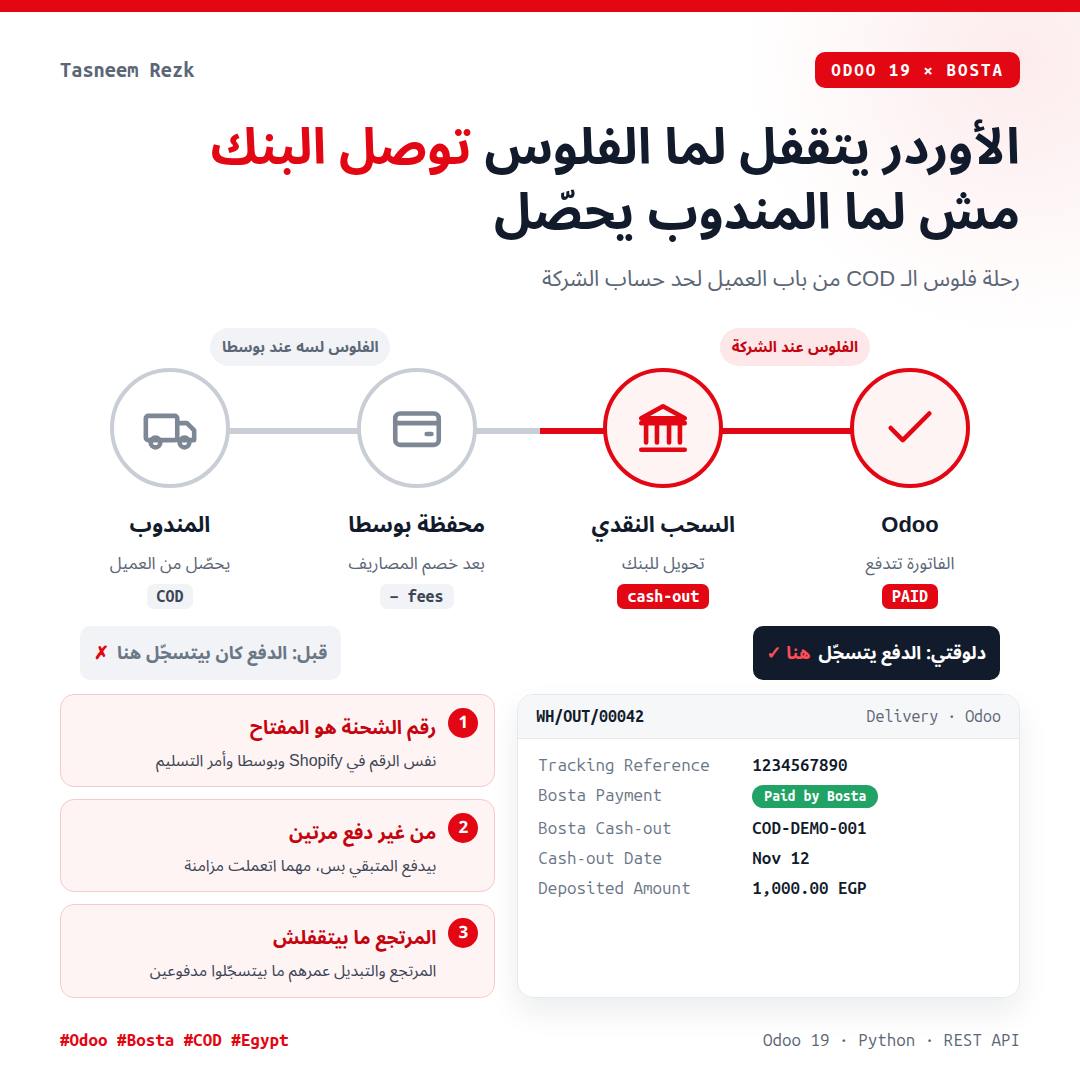 Tasneem Rezk
ODOO 19 × BOSTA
الأوردر يتقفل لما الفلوس توصل البنك
مش لما المندوب يحصّل
رحلة فلوس الـ COD من باب العميل لحد حساب الشركة
الفلوس لسه عند بوسطا
الفلوس عند الشركة
المندوب
يحصّل من العميل
COD
محفظة بوسطا
بعد خصم المصاريف
− fees
السحب النقدي
تحويل للبنك
cash-out
Odoo
الفاتورة تتدفع
PAID
قبل: الدفع كان بيتسجّل هنا ✗
دلوقتي: الدفع يتسجّل هنا ✓
1
رقم الشحنة هو المفتاح
نفس الرقم في Shopify وبوسطا وأمر التسليم
2
من غير دفع مرتين
بيدفع المتبقي بس، مهما اتعملت مزامنة
3
المرتجع ما بيتقفلش
المرتجع والتبديل عمرهم ما بيتسجّلوا مدفوعين
WH/OUT/00042
Delivery · Odoo
Tracking Reference 1234567890
Bosta Payment Paid by Bosta
Bosta Cash-out COD-DEMO-001
Cash-out Date Nov 12
Deposited Amount 1,000.00 EGP
#Odoo #Bosta #COD #Egypt
Odoo 19 · Python · REST API